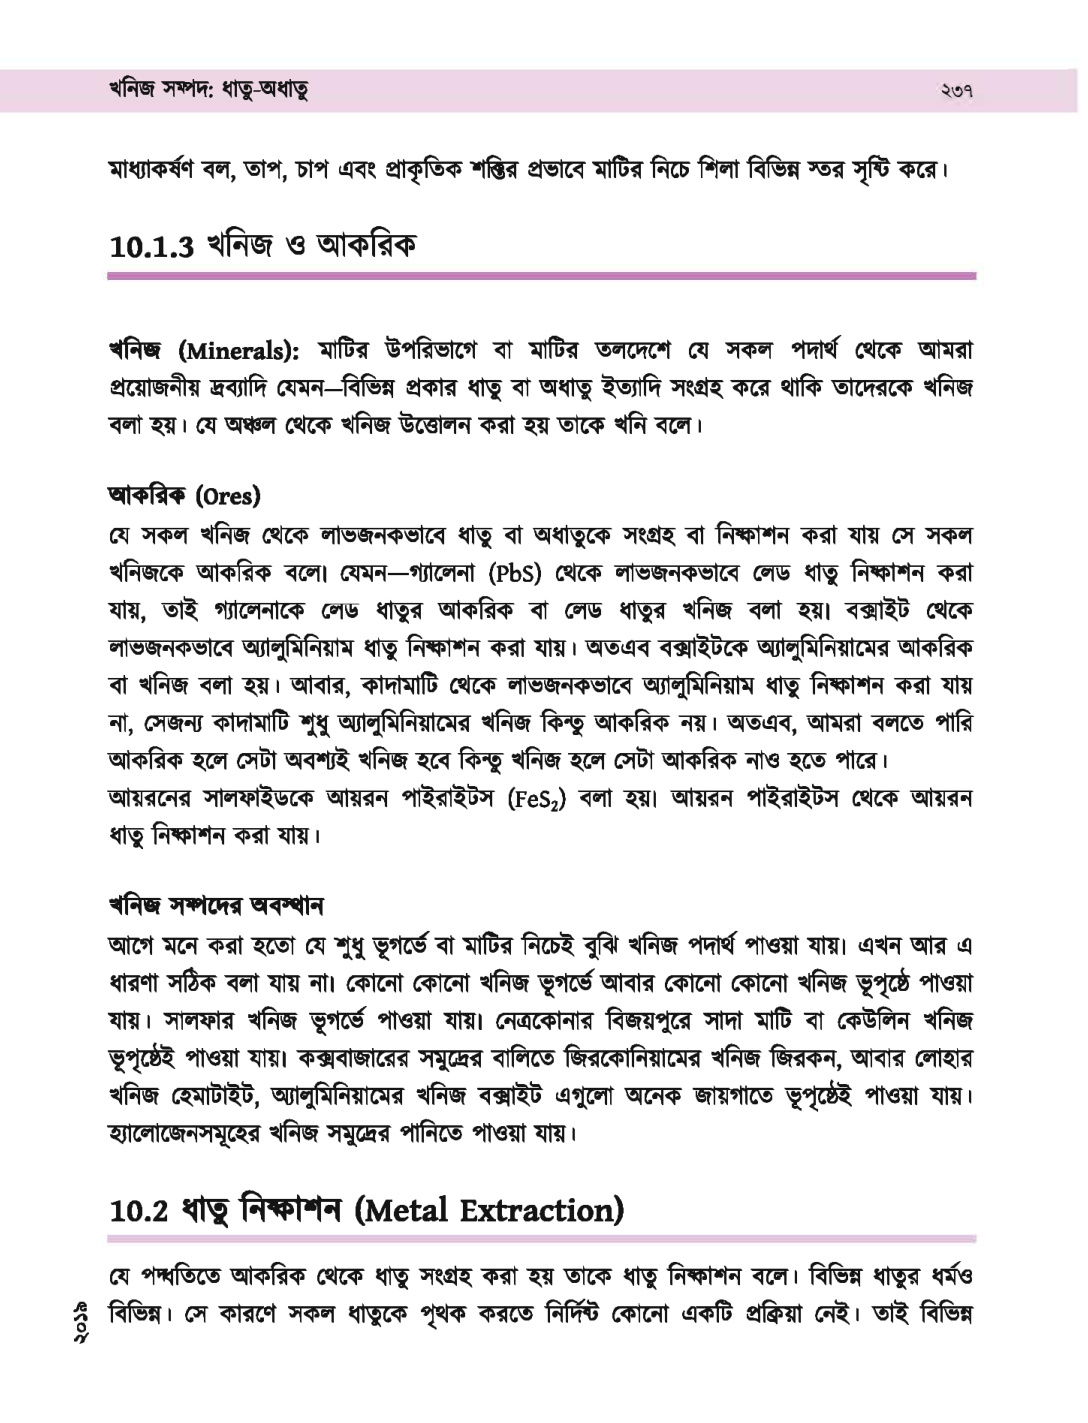 খনিজ সম্পদ: ধাতু-অধাতু ২৩৭
মাধ্যাকর্ষণ বল, তাপ, চাপ এবং প্রাকৃতিক শক্তির প্রভাবে মাটির নিচে শিলা বিভিন্ন স্তর সৃষ্টি করে।
10.1.3 খনিজ ও আকরিক
খনিজ (Minerals): মাটির উপরিভাগে বা মাটির তলদেশে যে সকল পদার্থ থেকে আমরা
প্রয়োজনীয় দ্রব্যাদি যেমন—বিভিন্ন প্রকার ধাতু বা অধাতু ইত্যাদি সংগ্রহ করে থাকি তাদেরকে খনিজ
বলা হয়। যে অঞ্চল থেকে খনিজ উত্তোলন করা হয় তাকে খনি বলে।
আকরিক (Ores)
যে সকল খনিজ থেকে লাভজনকভাবে ধাতু বা অধাতুকে সংগ্রহ বা নিষ্কাশন করা যায় সে সকল
খনিজকে আকরিক বলে। যেমন—গ্যালেনা (PbS) থেকে লাভজনকভাবে লেড ধাতু নিষ্কাশন করা
যায়, তাই গ্যালেনাকে লেড ধাতুর আকরিক বা লেড ধাতুর খনিজ বলা হয়। বক্সাইট থেকে
লাভজনকভাবে অ্যালুমিনিয়াম ধাতু নিষ্কাশন করা যায়। অতএব বক্সাইটকে অ্যালুমিনিয়ামের আকরিক
বা খনিজ বলা হয়। আবার, কাদামাটি থেকে লাভজনকভাবে অ্যালুমিনিয়াম ধাতু নিষ্কাশন করা যায়
না, সেজন্য কাদামাটি শুধু অ্যালুমিনিয়ামের খনিজ কিন্তু আকরিক নয়। অতএব, আমরা বলতে পারি
আকরিক হলে সেটা অবশ্যই খনিজ হবে কিন্তু খনিজ হলে সেটা আকরিক নাও হতে পারে।
আয়রনের সালফাইডকে আয়রন পাইরাইটস (FeS₂) বলা হয়। আয়রন পাইরাইটস থেকে আয়রন
ধাতু নিষ্কাশন করা যায়।
খনিজ সম্পদের অবস্থান
আগে মনে করা হতো যে শুধু ভূগর্ভে বা মাটির নিচেই বুঝি খনিজ পদার্থ পাওয়া যায়। এখন আর এ
ধারণা সঠিক বলা যায় না। কোনো কোনো খনিজ ভূগর্ভে আবার কোনো কোনো খনিজ ভূপৃষ্ঠে পাওয়া
যায়। সালফার খনিজ ভূগর্ভে পাওয়া যায়। নেত্রকোনার বিজয়পুরে সাদা মাটি বা কেউলিন খনিজ
ভূপৃষ্ঠেই পাওয়া যায়। কক্সবাজারের সমুদ্রের বালিতে জিরকোনিয়ামের খনিজ জিরকন, আবার লোহার
খনিজ হেমাটাইট, অ্যালুমিনিয়ামের খনিজ বক্সাইট এগুলো অনেক জায়গাতে ভূপৃষ্ঠেই পাওয়া যায়।
হ্যালোজেনসমূহের খনিজ সমুদ্রের পানিতে পাওয়া যায়।
10.2 ধাতু নিষ্কাশন (Metal Extraction)
যে পদ্ধতিতে আকরিক থেকে ধাতু সংগ্রহ করা হয় তাকে ধাতু নিষ্কাশন বলে। বিভিন্ন ধাতুর ধর্মও
বিভিন্ন। সে কারণে সকল ধাতুকে পৃথক করতে নির্দিষ্ট কোনো একটি প্রক্রিয়া নেই। তাই বিভিন্ন
২০১৯